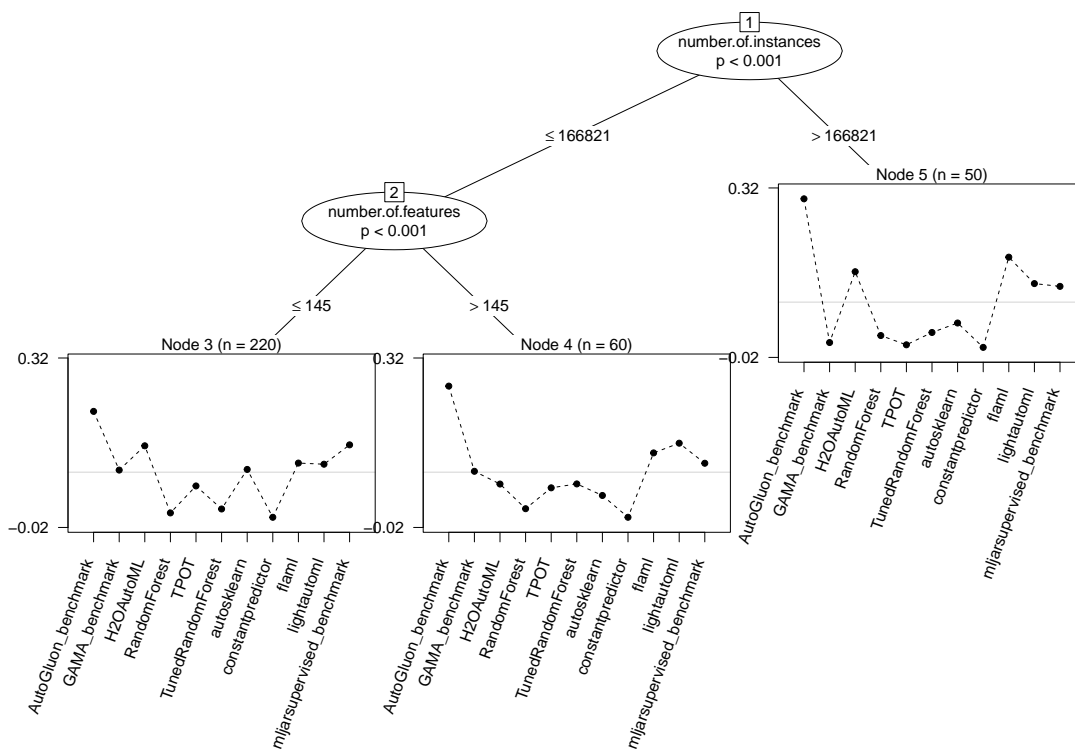 1
number.of.instances
p < 0.001
≤ 166821
> 166821
2
number.of.features
p < 0.001
≤ 145
> 145
Node 3 (n = 220)
0.32
−0.02
AutoGluon_benchmark
GAMA_benchmark
H2OAutoML
RandomForest
TPOT
TunedRandomForest
autosklearn
constantpredictor
flaml
lightautoml
mljarsupervised_benchmark
Node 4 (n = 60)
0.32
−0.02
AutoGluon_benchmark
GAMA_benchmark
H2OAutoML
RandomForest
TPOT
TunedRandomForest
autosklearn
constantpredictor
flaml
lightautoml
mljarsupervised_benchmark
Node 5 (n = 50)
0.32
−0.02
AutoGluon_benchmark
GAMA_benchmark
H2OAutoML
RandomForest
TPOT
TunedRandomForest
autosklearn
constantpredictor
flaml
lightautoml
mljarsupervised_benchmark